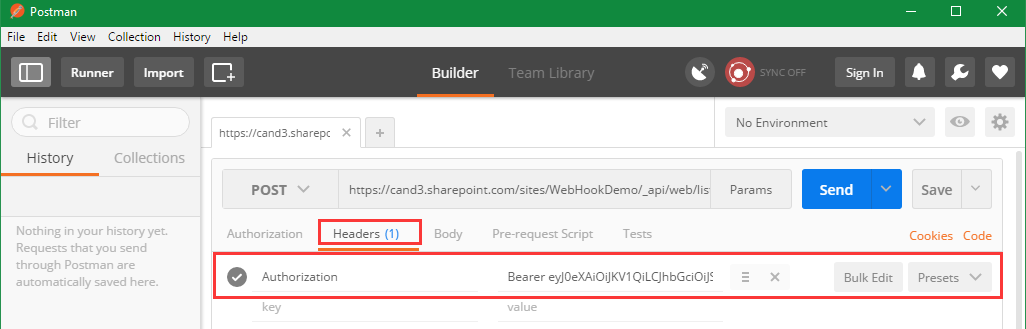 Postman
File Edit View Collection History Help
Runner Import Builder Team Library SYNC OFF Sign In
Filter
History Collections
Nothing in your history yet.
Requests that you send
through Postman are
automatically saved here.
https://cand3.sharepc
No Environment
POST https://cand3.sharepoint.com/sites/WebHookDemo/_api/web/list Params Send Save
Authorization Headers (1) Body Pre-request Script Tests Cookies Code
Authorization Bearer eyJ0eXAiOiJKV1QiLCJhbGciOiJS Bulk Edit Presets
key value